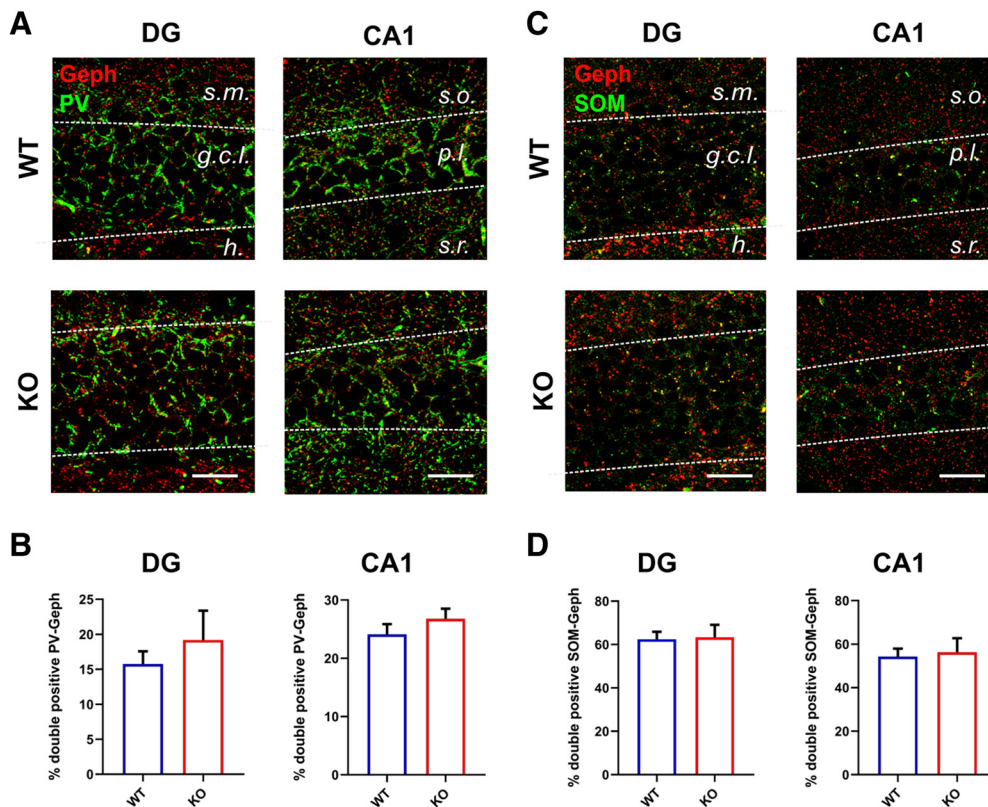 A
DG
CA1
WT
Geph
PV
s.m.
g.c.l.
h.
s.o.
p.l.
s.r.
KO
B
DG
CA1
% double positive PV-Geph
25
20
15
10
5
0
WT
KO
% double positive PV-Geph
30
20
10
0
WT
KO
C
DG
CA1
WT
Geph
SOM
s.m.
g.c.l.
h.
s.o.
p.l.
s.r.
KO
D
DG
CA1
% double positive SOM-Geph
80
60
40
20
0
WT
KO
% double positive SOM-Geph
80
60
40
20
0
WT
KO